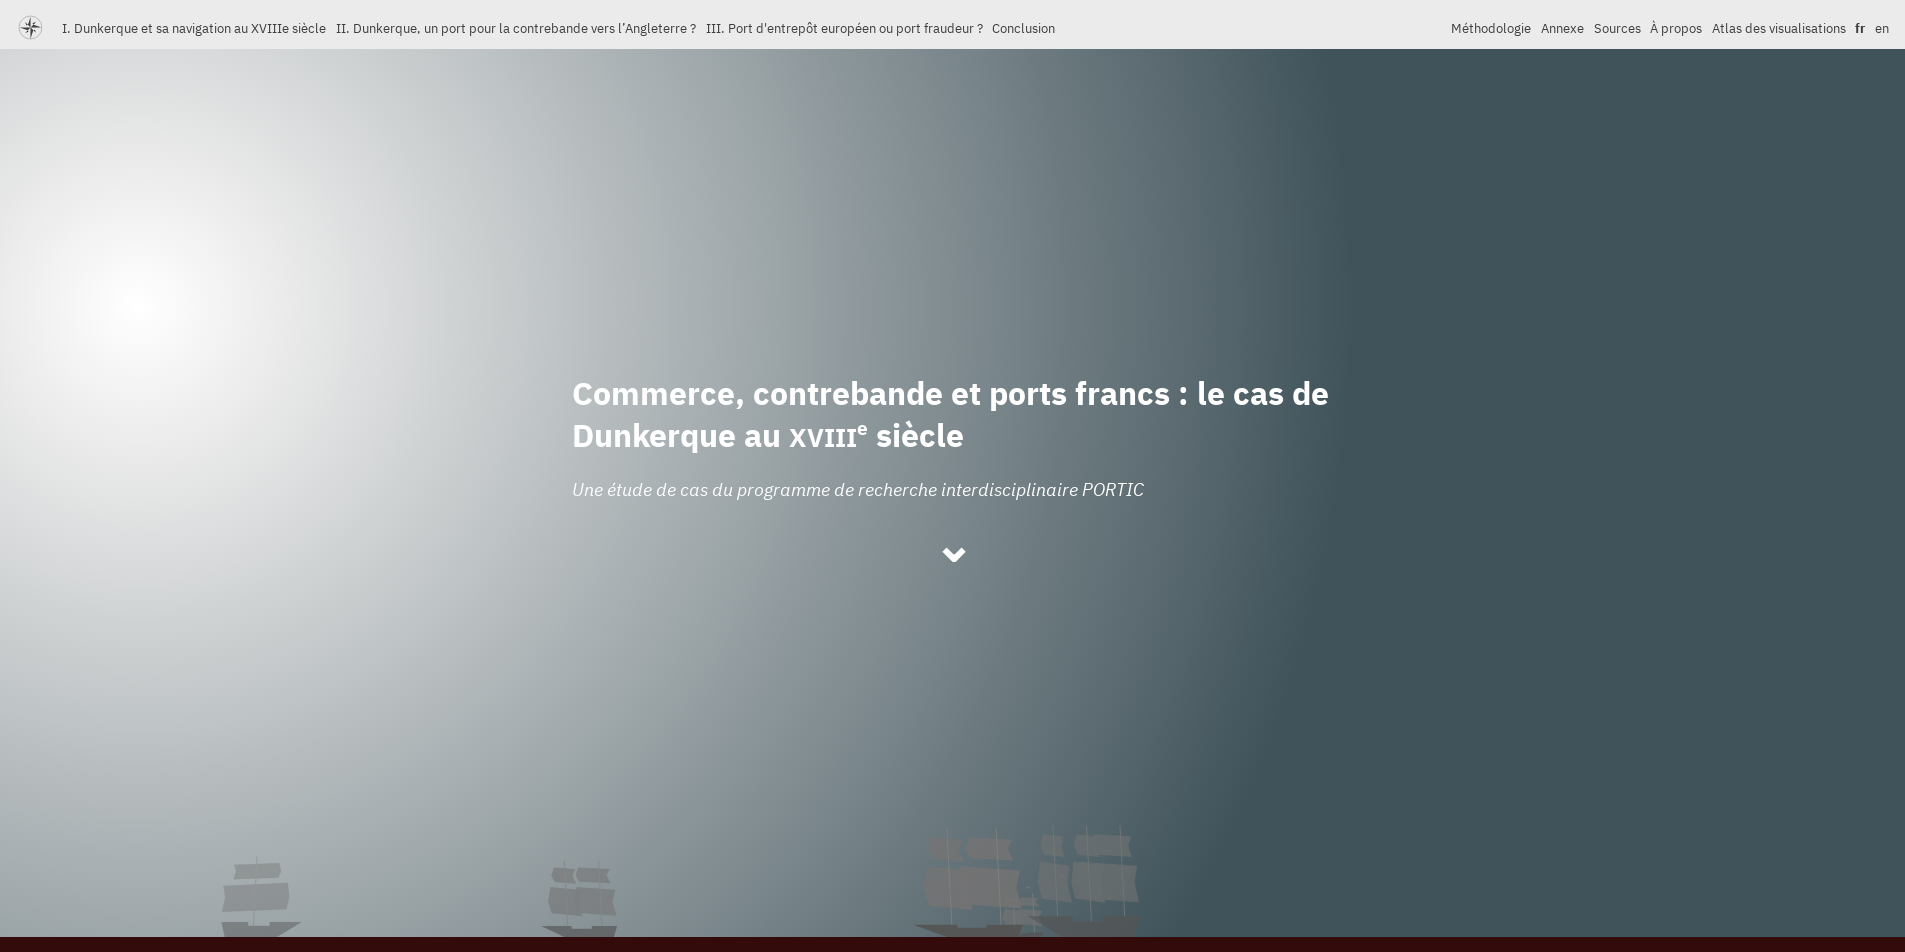 I. Dunkerque et sa navigation au XVIIIe siècle II. Dunkerque, un port pour la contrebande vers l’Angleterre ? III. Port d'entrepôt européen ou port fraudeur ? Conclusion Méthodologie Annexe Sources À propos Atlas des visualisations fr en
Commerce, contrebande et ports francs : le cas de
Dunkerque au XVIIIe siècle
Une étude de cas du programme de recherche interdisciplinaire PORTIC